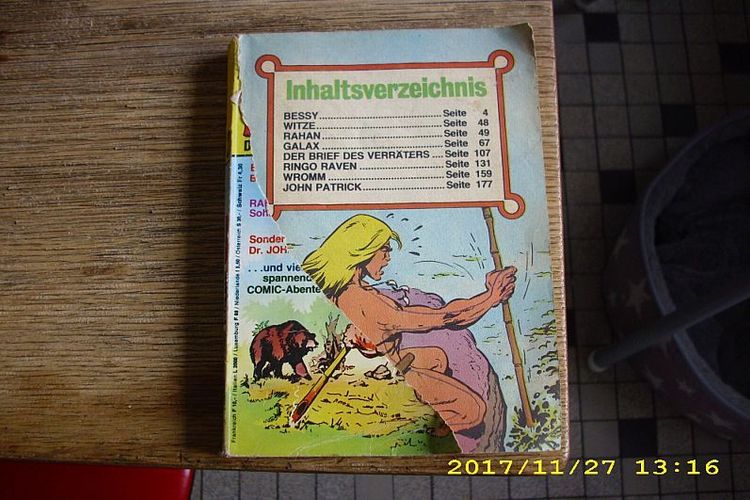 Inhaltsverzeichnis
BESSY........................Seite 4
WITZE........................Seite 48
RAHAN........................Seite 49
GALAX........................Seite 67
DER BRIEF DES VERRÄTERS ....Seite 107
RINGO RAVEN..................Seite 131
WROMM........................Seite 159
JOHN PATRICK.................Seite 177
Sonder
Dr. JOH
...und vie
spannend
COMIC-Abente
2017/11/27 13:16